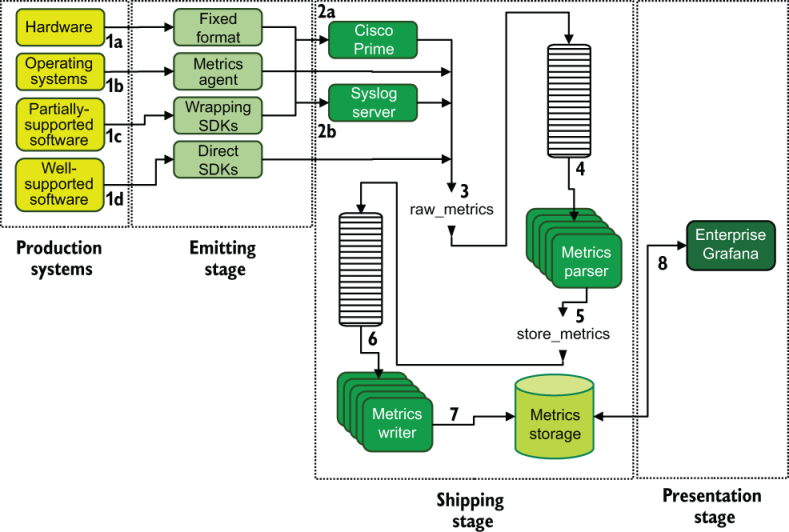 Hardware
1a
Operating
systems
1b
Partially-
supported
software
1c
Well-
supported
software
1d
Production
systems
Fixed
format
Metrics
agent
Wrapping
SDKs
Direct
SDKs
Emitting
stage
2a
Cisco
Prime
Syslog
server
2b
3
raw_metrics
4
Metrics
parser
5
store_metrics
6
Metrics
writer
7
Metrics
storage
Shipping
stage
8
Enterprise
Grafana
Presentation
stage